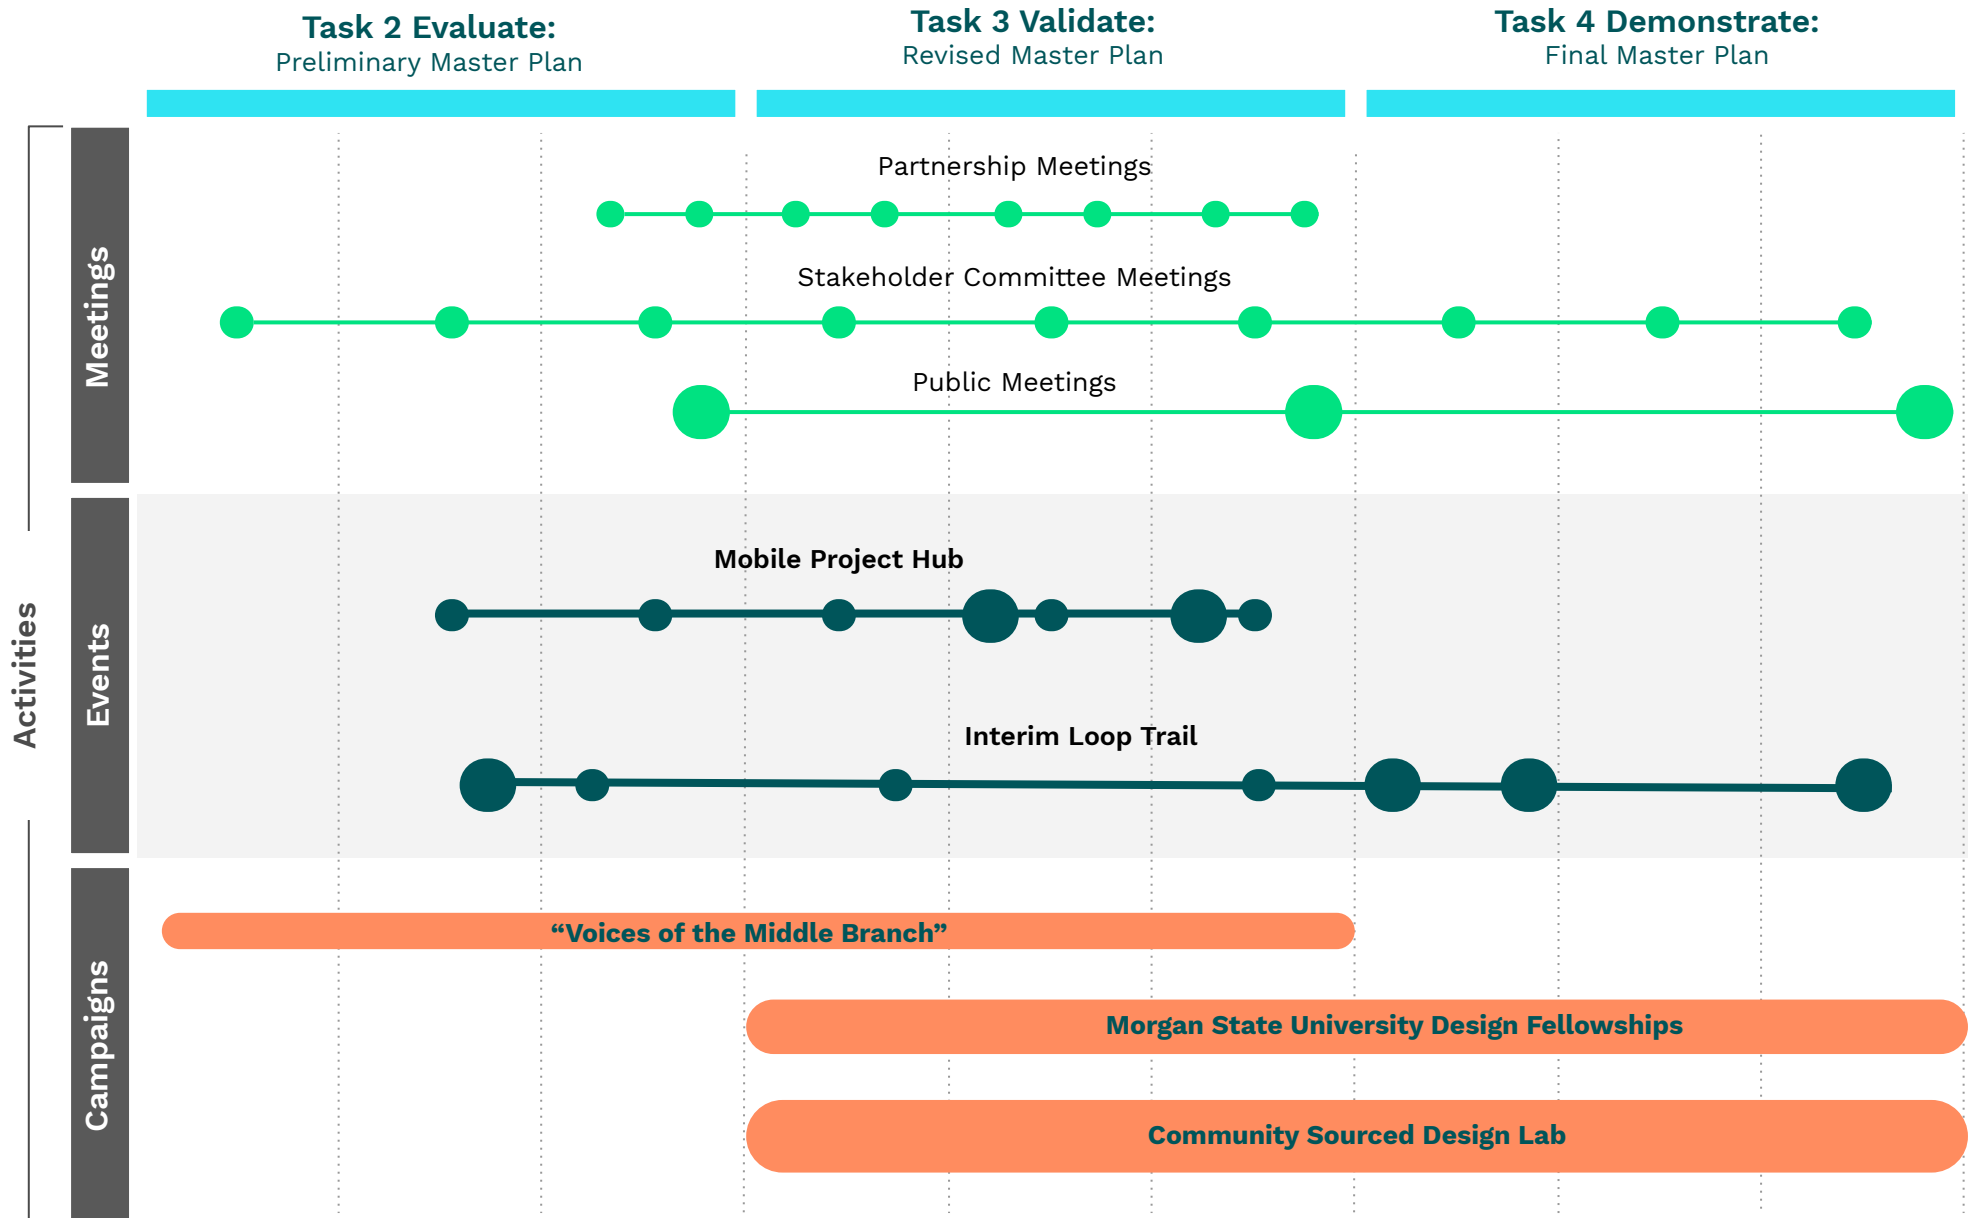 Task 2 Evaluate:
Preliminary Master Plan
Task 3 Validate:
Revised Master Plan
Task 4 Demonstrate:
Final Master Plan
Activities
Meetings
Partnership Meetings
Stakeholder Committee Meetings
Public Meetings
Events
Mobile Project Hub
Interim Loop Trail
Campaigns
“Voices of the Middle Branch”
Morgan State University Design Fellowships
Community Sourced Design Lab